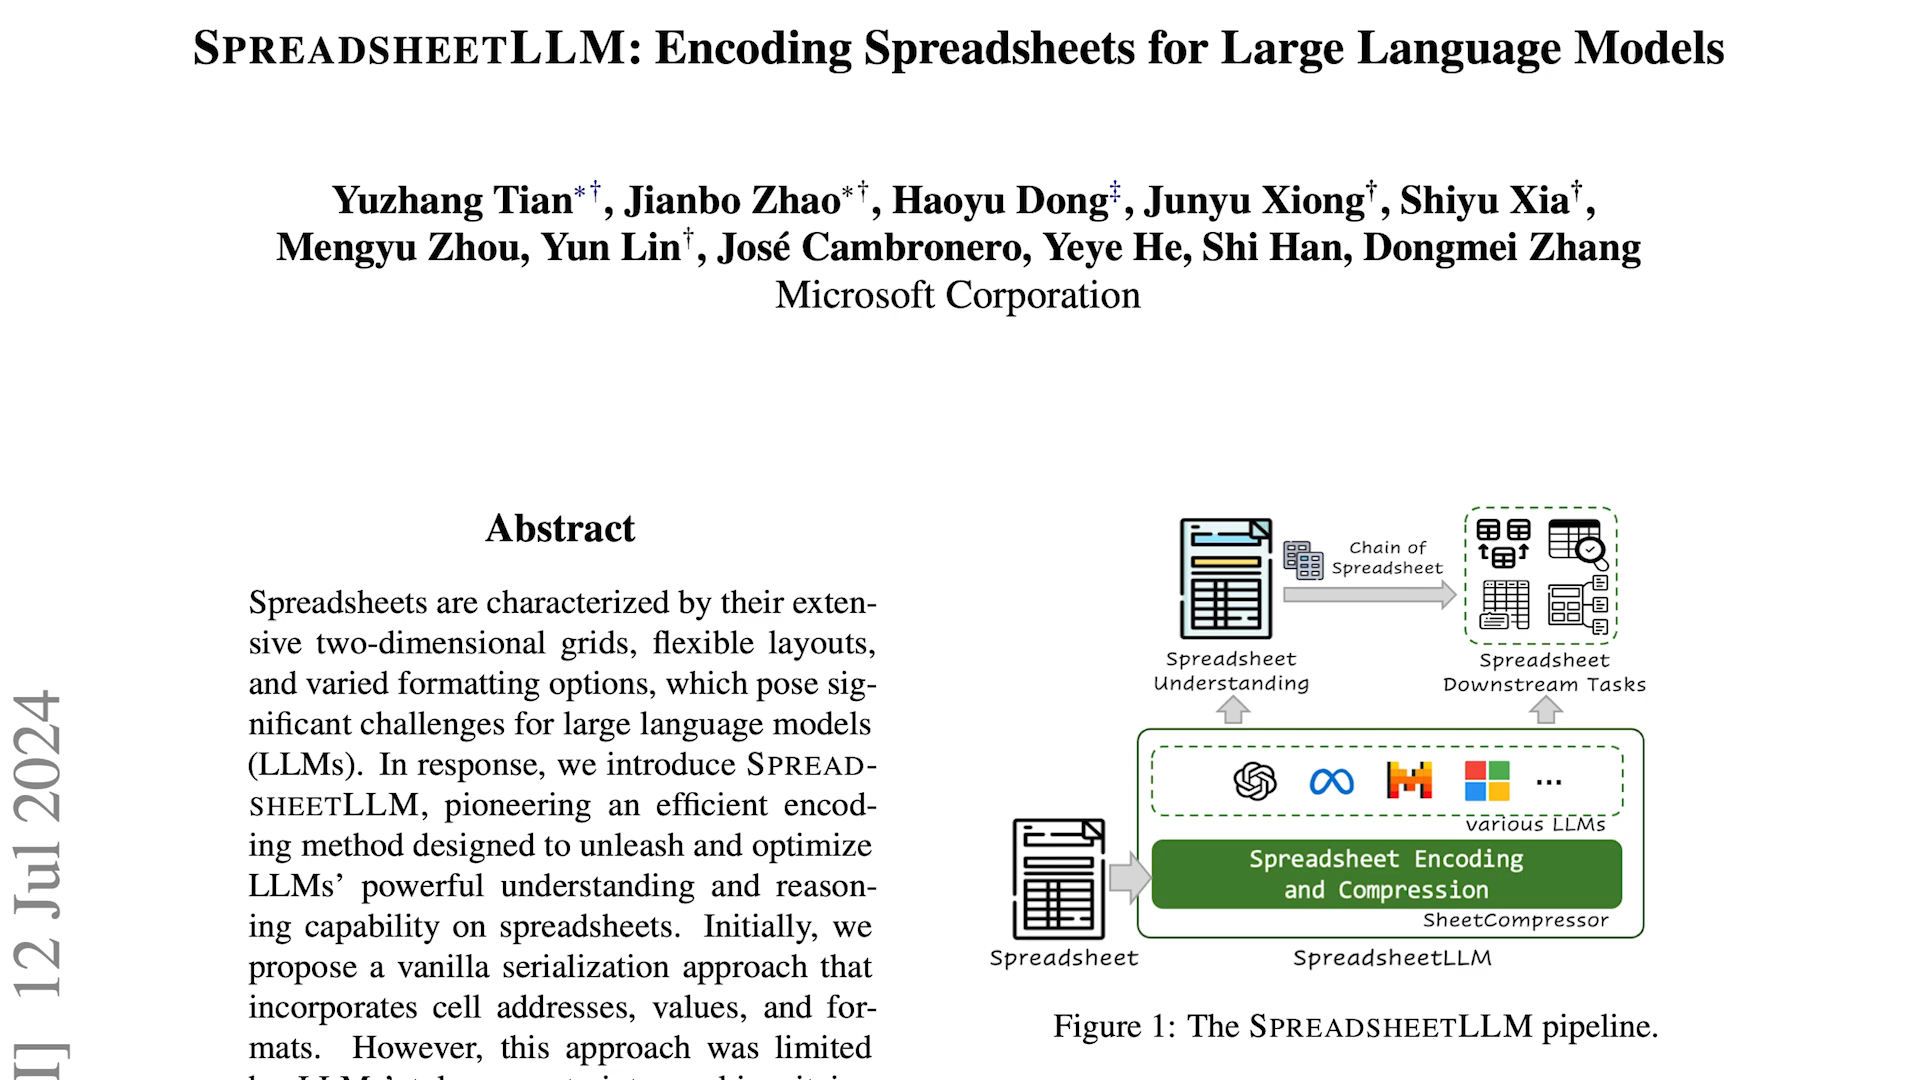 SPREADSHEETLLM: Encoding Spreadsheets for Large Language Models
Yuzhang Tian*†, Jianbo Zhao*†, Haoyu Dong‡, Junyu Xiong†, Shiyu Xia†,
Mengyu Zhou, Yun Lin†, José Cambronero, Yeye He, Shi Han, Dongmei Zhang
Microsoft Corporation
Abstract
Spreadsheets are characterized by their exten-
sive two-dimensional grids, flexible layouts,
and varied formatting options, which pose sig-
nificant challenges for large language models
(LLMs). In response, we introduce SPREAD-
SHEETLLM, pioneering an efficient encod-
ing method designed to unleash and optimize
LLMs' powerful understanding and reason-
ing capability on spreadsheets. Initially, we
propose a vanilla serialization approach that
incorporates cell addresses, values, and for-
mats. However, this approach was limited
Chain of
Spreadsheet
Spreadsheet
Understanding
Spreadsheet
Downstream Tasks
...
various LLMs
Spreadsheet Encoding
and Compression
SheetCompressor
Spreadsheet
SpreadsheetLLM
Figure 1: The SPREADSHEETLLM pipeline.
12 Jul 2024